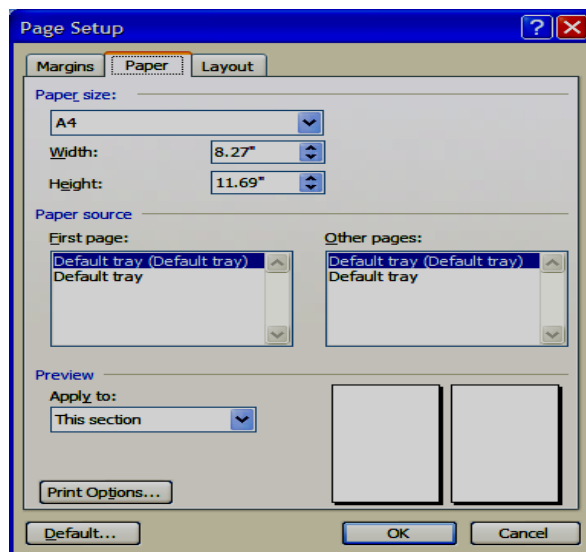 Page Setup
Margins Paper Layout
Paper size:
A4
Width: 8.27"
Height: 11.69"
Paper source
First page: Other pages:
Default tray (Default tray) Default tray (Default tray)
Default tray Default tray
Preview
Apply to:
This section
Print Options...
Default... OK Cancel